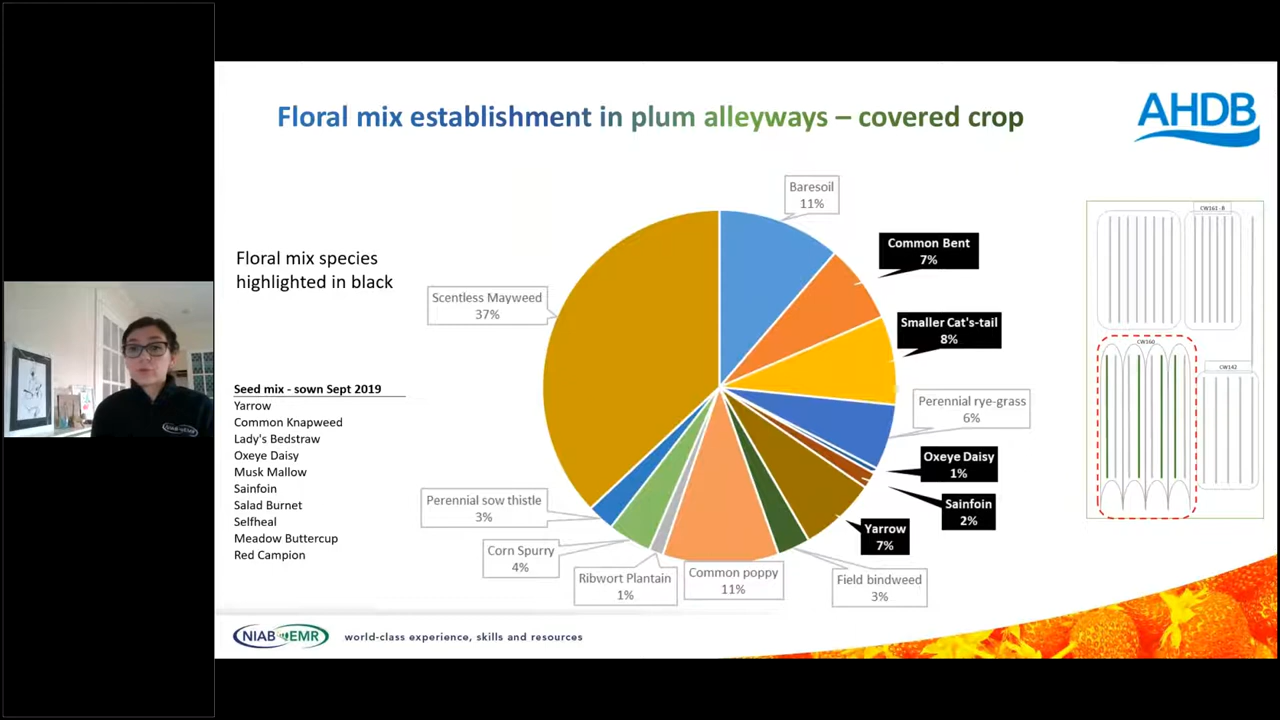 Floral mix establishment in plum alleyways – covered crop
AHDB
Floral mix species
highlighted in black
Baresoil
11%
Common Bent
7%
Smaller Cat's-tail
8%
Perennial rye-grass
6%
Oxeye Daisy
1%
Sainfoin
2%
Yarrow
7%
Field bindweed
3%
Common poppy
11%
Ribwort Plantain
1%
Corn Spurry
4%
Perennial sow thistle
3%
Scentless Mayweed
37%
Seed mix - sown Sept 2019
Yarrow
Common Knapweed
Lady's Bedstraw
Oxeye Daisy
Musk Mallow
Sainfoin
Salad Burnet
Selfheal
Meadow Buttercup
Red Campion
CW160
CW142
NIAB EMR
world-class experience, skills and resources